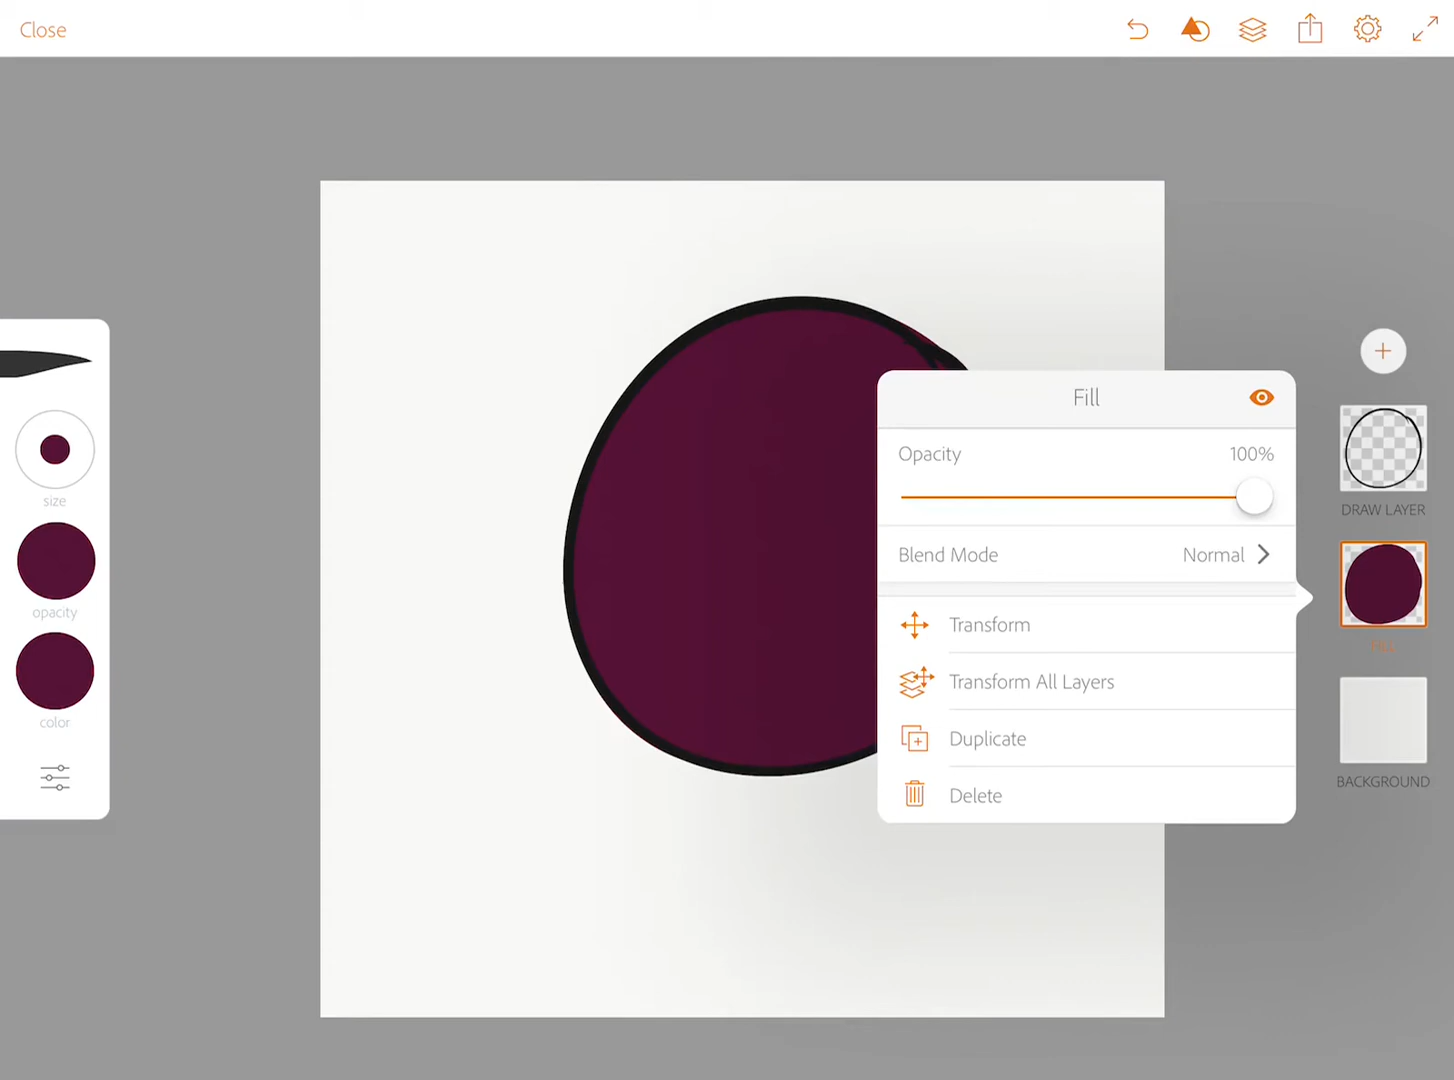 Close
size
opacity
color
Fill
Opacity 100%
Blend Mode Normal
Transform
Transform All Layers
Duplicate
Delete
DRAW LAYER
FILL
BACKGROUND